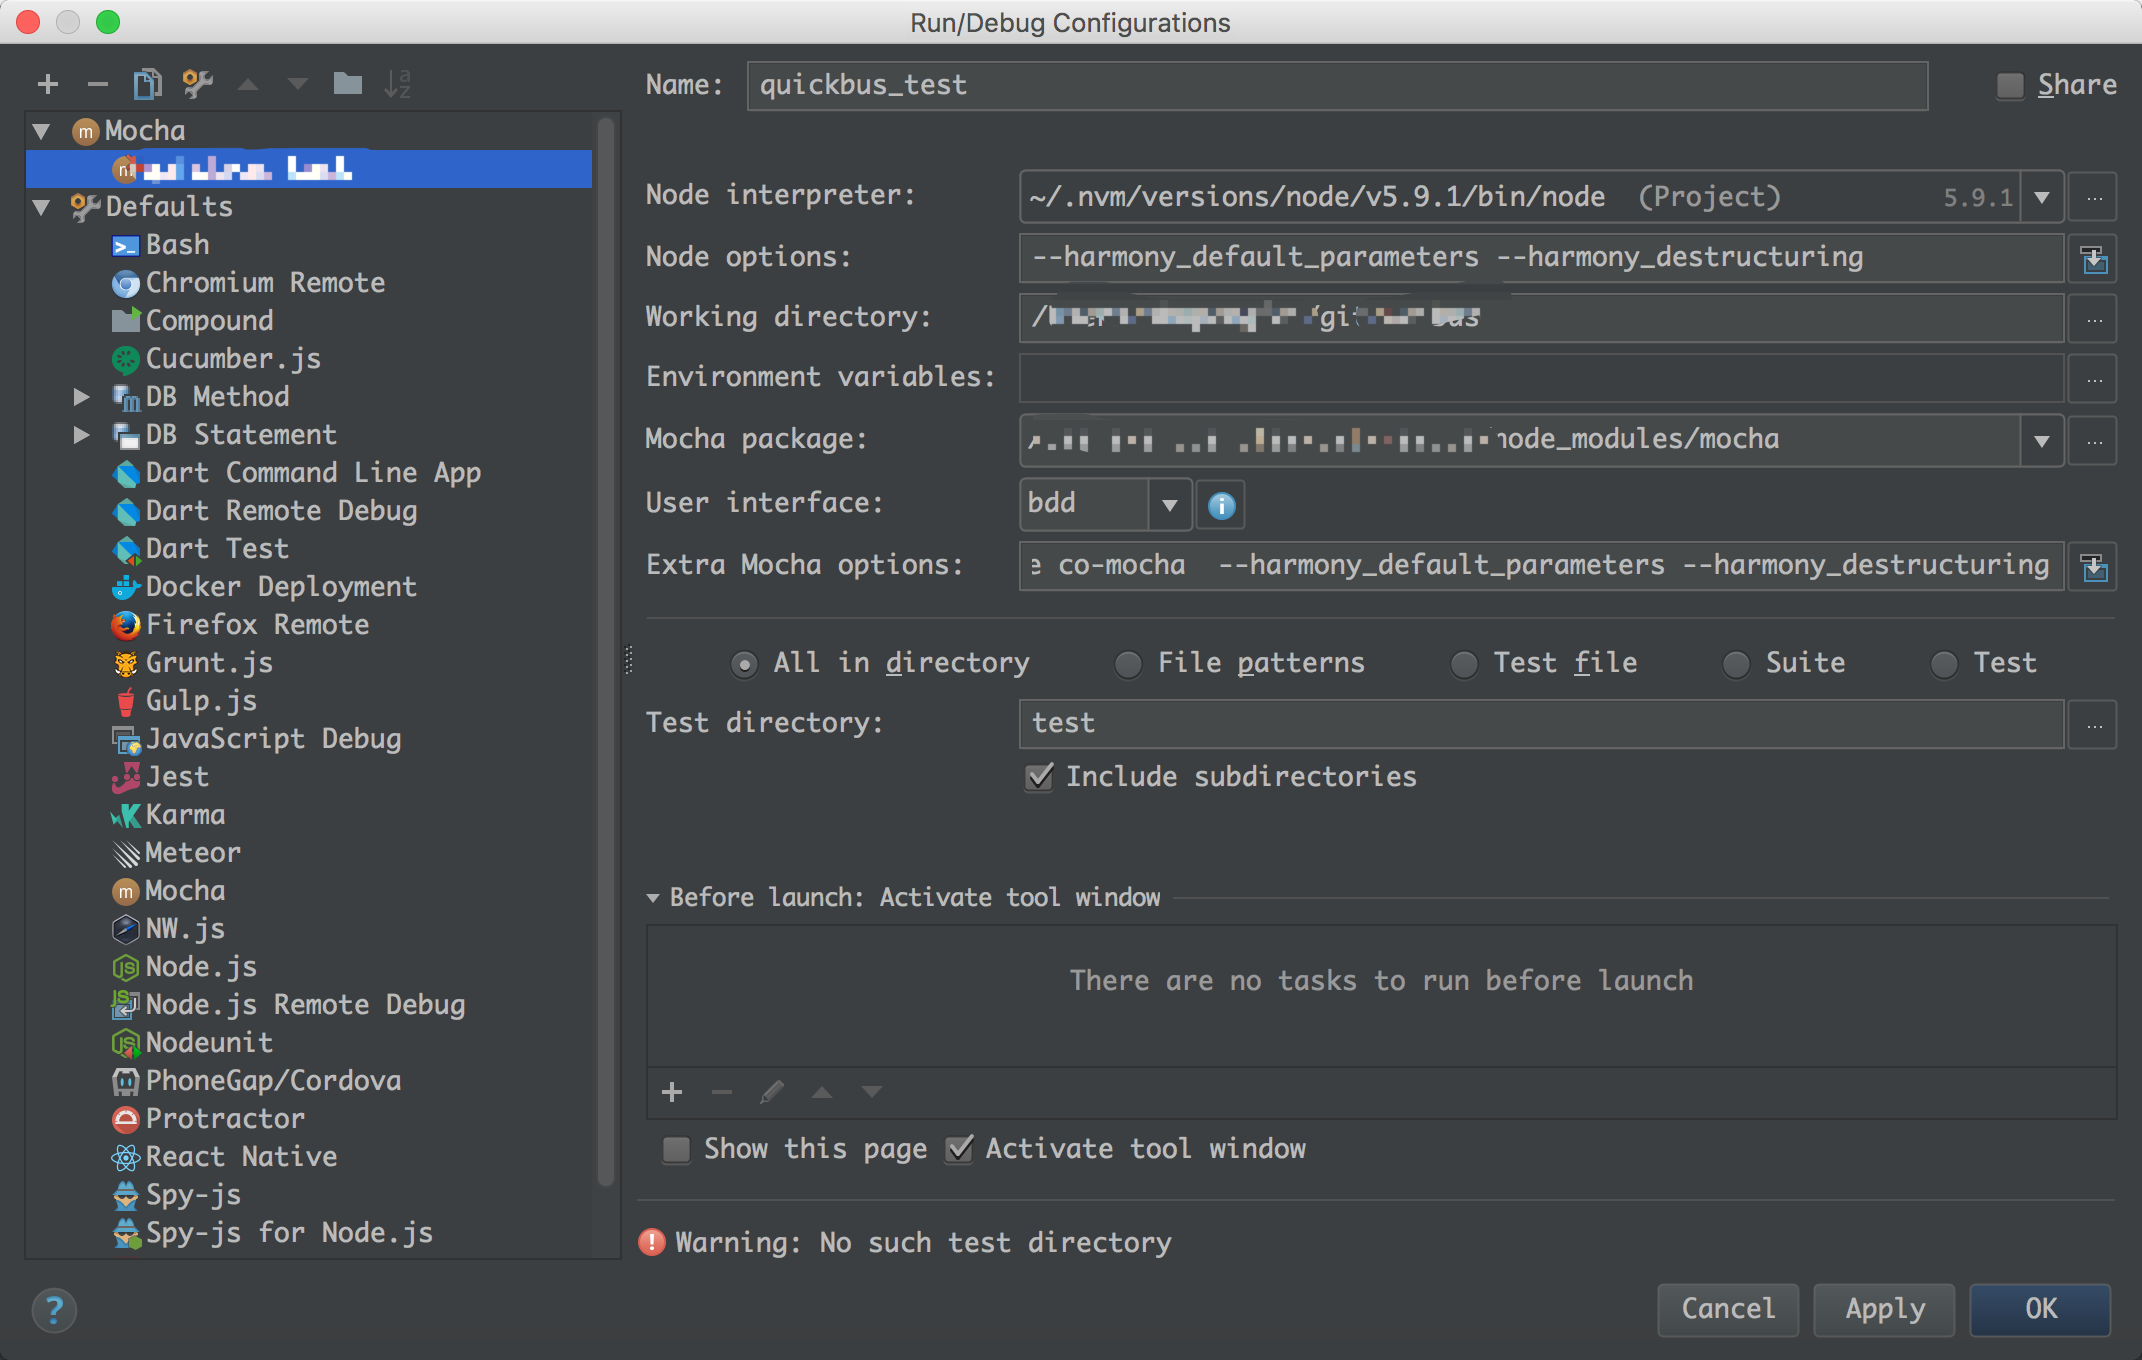 Run/Debug Configurations
Name: quickbus_test Share
Mocha
Defaults
Bash
Chromium Remote
Compound
Cucumber.js
DB Method
DB Statement
Dart Command Line App
Dart Remote Debug
Dart Test
Docker Deployment
Firefox Remote
Grunt.js
Gulp.js
JavaScript Debug
Jest
Karma
Meteor
Mocha
NW.js
Node.js
Node.js Remote Debug
Nodeunit
PhoneGap/Cordova
Protractor
React Native
Spy-js
Spy-js for Node.js
Node interpreter: ~/.nvm/versions/node/v5.9.1/bin/node (Project) 5.9.1
Node options: --harmony_default_parameters --harmony_destructuring
Working directory:
Environment variables:
Mocha package: node_modules/mocha
User interface: bdd
Extra Mocha options: e co-mocha --harmony_default_parameters --harmony_destructuring
All in directory File patterns Test file Suite Test
Test directory: test
Include subdirectories
Before launch: Activate tool window
There are no tasks to run before launch
Show this page Activate tool window
Warning: No such test directory
Cancel Apply OK